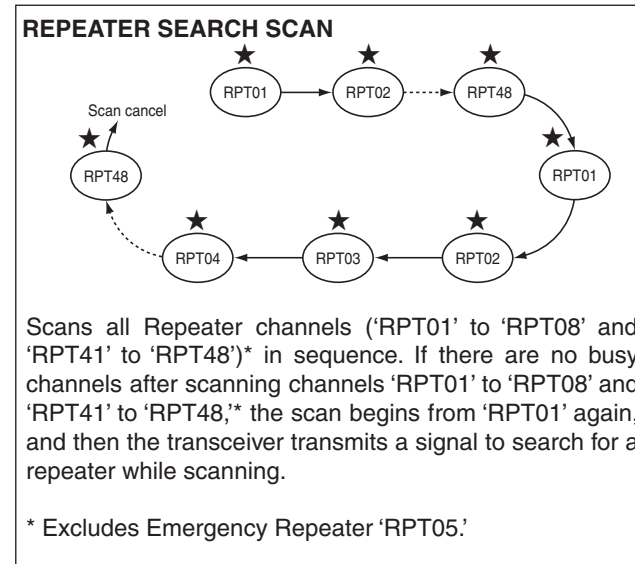 REPEATER SEARCH SCAN
RPT01 RPT02 RPT48
Scan cancel
RPT48 RPT01
RPT04 RPT03 RPT02
Scans all Repeater channels (‘RPT01’ to ‘RPT08’ and
‘RPT41’ to ‘RPT48’)* in sequence. If there are no busy
channels after scanning channels ‘RPT01’ to ‘RPT08’ and
‘RPT41’ to ‘RPT48,’* the scan begins from ‘RPT01’ again,
and then the transceiver transmits a signal to search for a
repeater while scanning.
* Excludes Emergency Repeater ‘RPT05.’